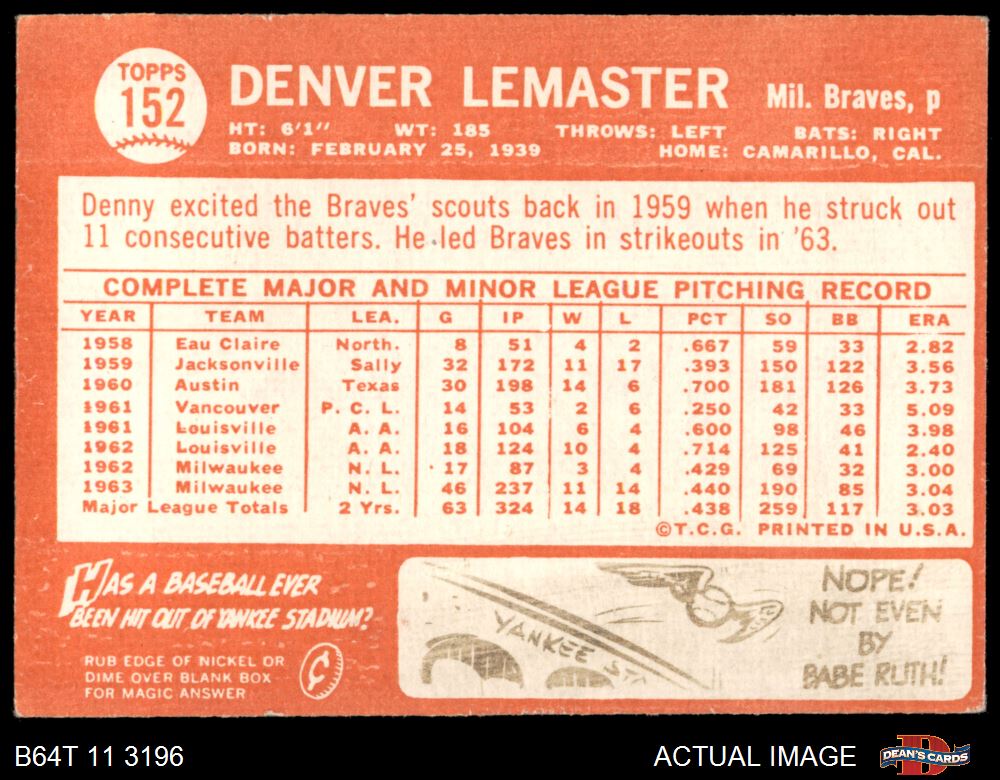 TOPPS
152
DENVER LEMASTER Mil. Braves, p
HT: 6'1" WT: 185 THROWS: LEFT BATS: RIGHT
BORN: FEBRUARY 25, 1939 HOME: CAMARILLO, CAL.
Denny excited the Braves' scouts back in 1959 when he struck out
11 consecutive batters. He led Braves in strikeouts in '63.
COMPLETE MAJOR AND MINOR LEAGUE PITCHING RECORD
YEAR TEAM LEA. G IP W L PCT SO BB ERA
1958 Eau Claire North. 8 51 4 2 .667 59 33 2.82
1959 Jacksonville Sally 32 172 11 17 .393 150 122 3.56
1960 Austin Texas 30 198 14 6 .700 181 126 3.73
1961 Vancouver P. C. L. 14 53 2 6 .250 42 33 5.09
1961 Louisville A. A. 16 104 6 4 .600 98 46 3.98
1962 Louisville A. A. 18 124 10 4 .714 125 41 2.40
1962 Milwaukee N. L. 17 87 3 4 .429 69 32 3.00
1963 Milwaukee N. L. 46 237 11 14 .440 190 85 3.04
Major League Totals 2 Yrs. 63 324 14 18 .438 259 117 3.03
©T.C.G. PRINTED IN U.S.A.
HAS A BASEBALL EVER
BEEN HIT OUT OF YANKEE STADIUM?
RUB EDGE OF NICKEL OR
DIME OVER BLANK BOX
FOR MAGIC ANSWER
¢
YANKEE ST
NOPE!
NOT EVEN
BY
BABE RUTH!
B64T 11 3196 ACTUAL IMAGE
D
DEAN'S CARDS